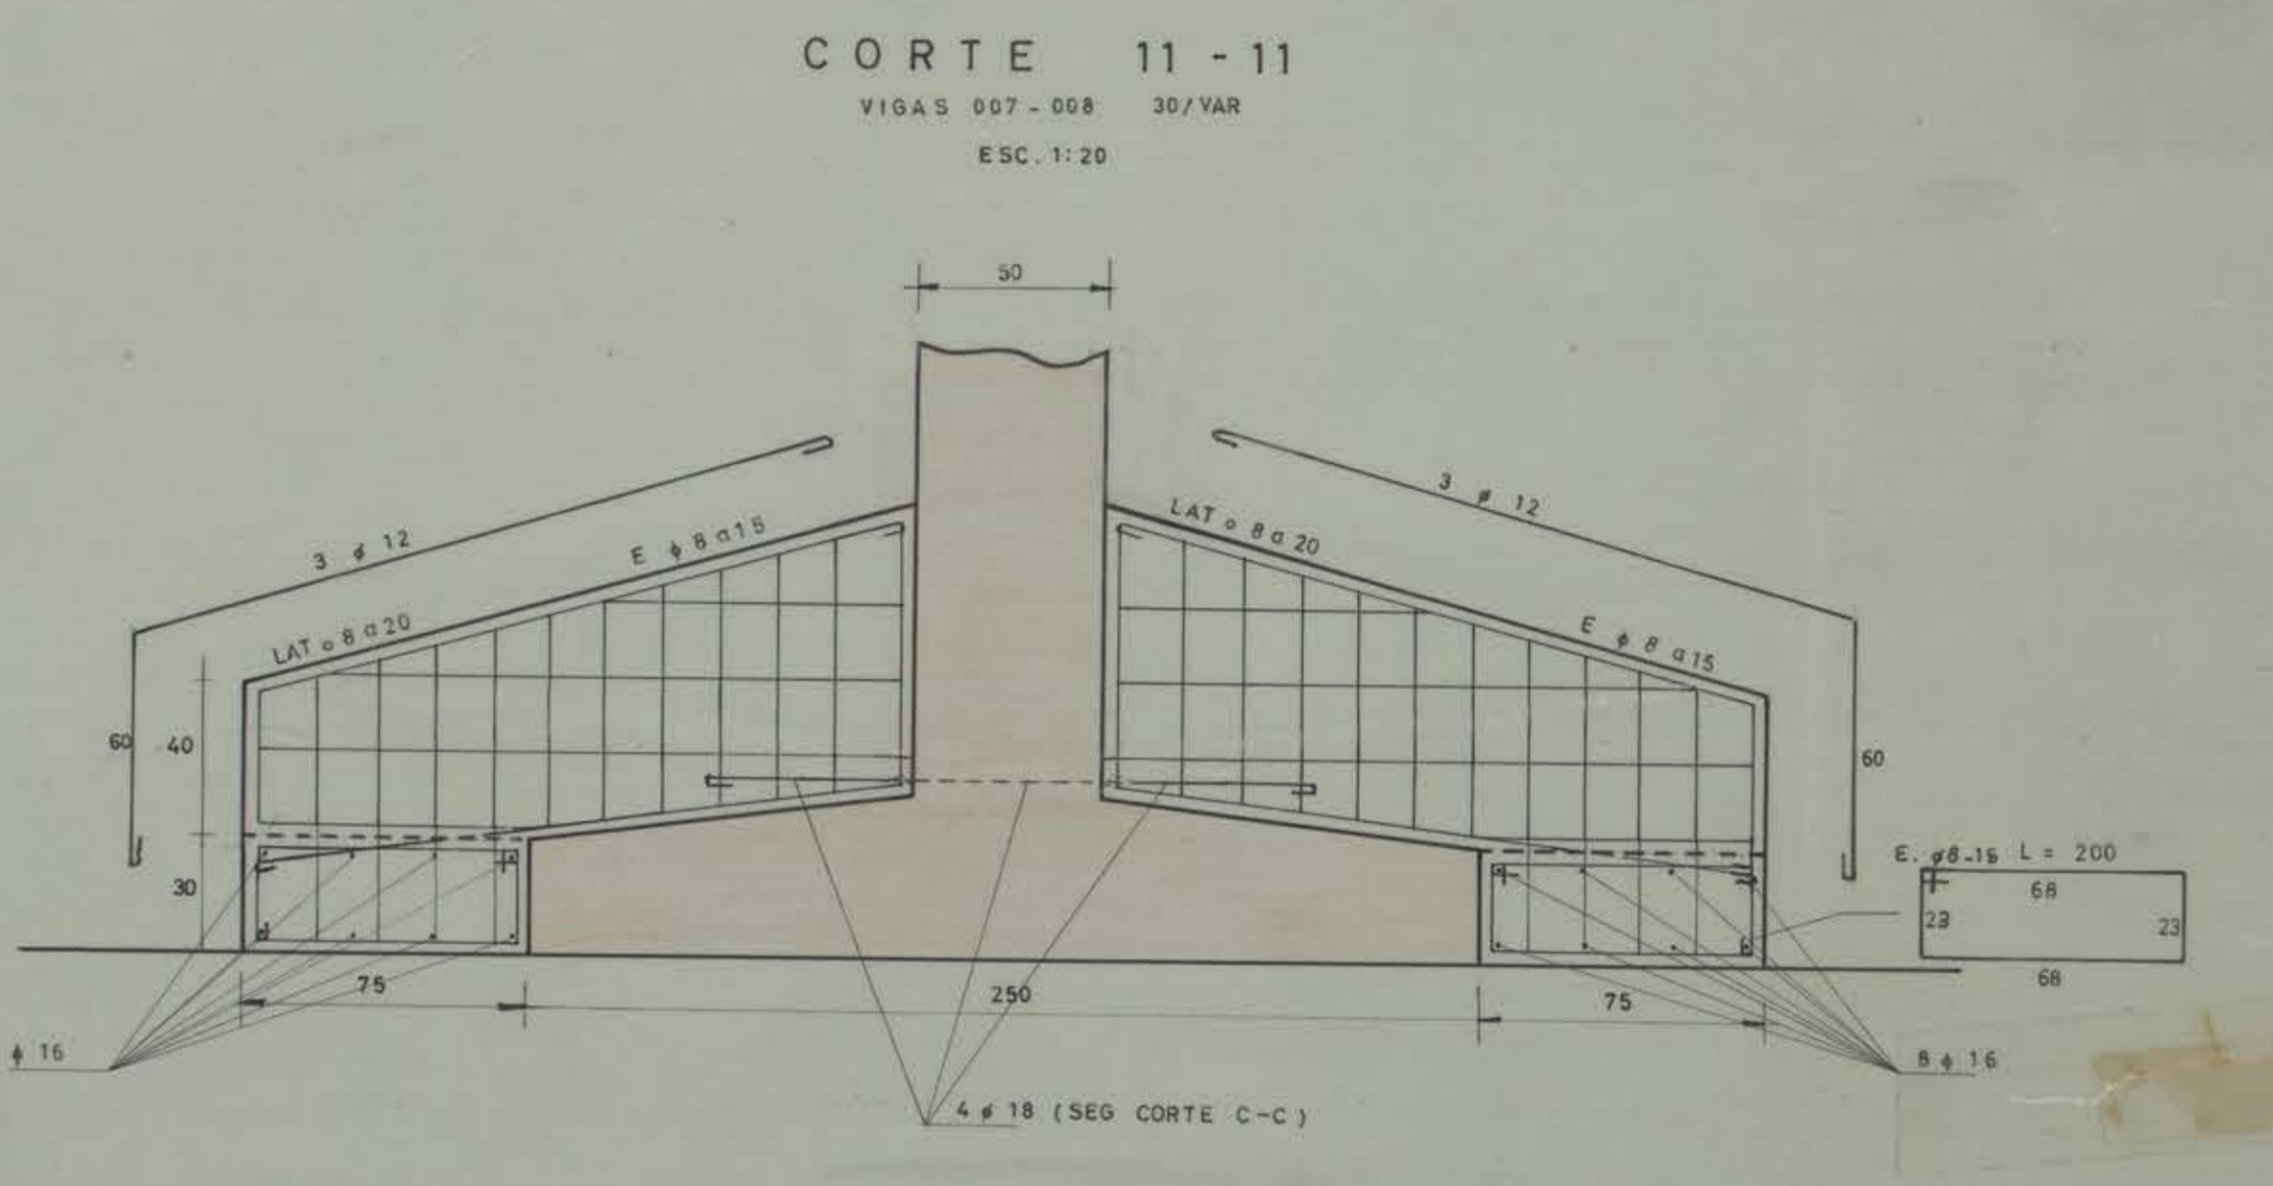 CORTE 11 - 11
VIGAS 007 - 008 30/VAR
ESC. 1:20
50
3 ø 12
3 ø 12
LAT ø 8 a 20
E ϕ 8 a 15
LAT ø 8 a 20
E ϕ 8 a 15
60
40
60
30
E. ø8-15 L = 200
68
23
23
68
75
250
75
ϕ 16
8 ϕ 16
4 ø 18 (SEG CORTE C-C)